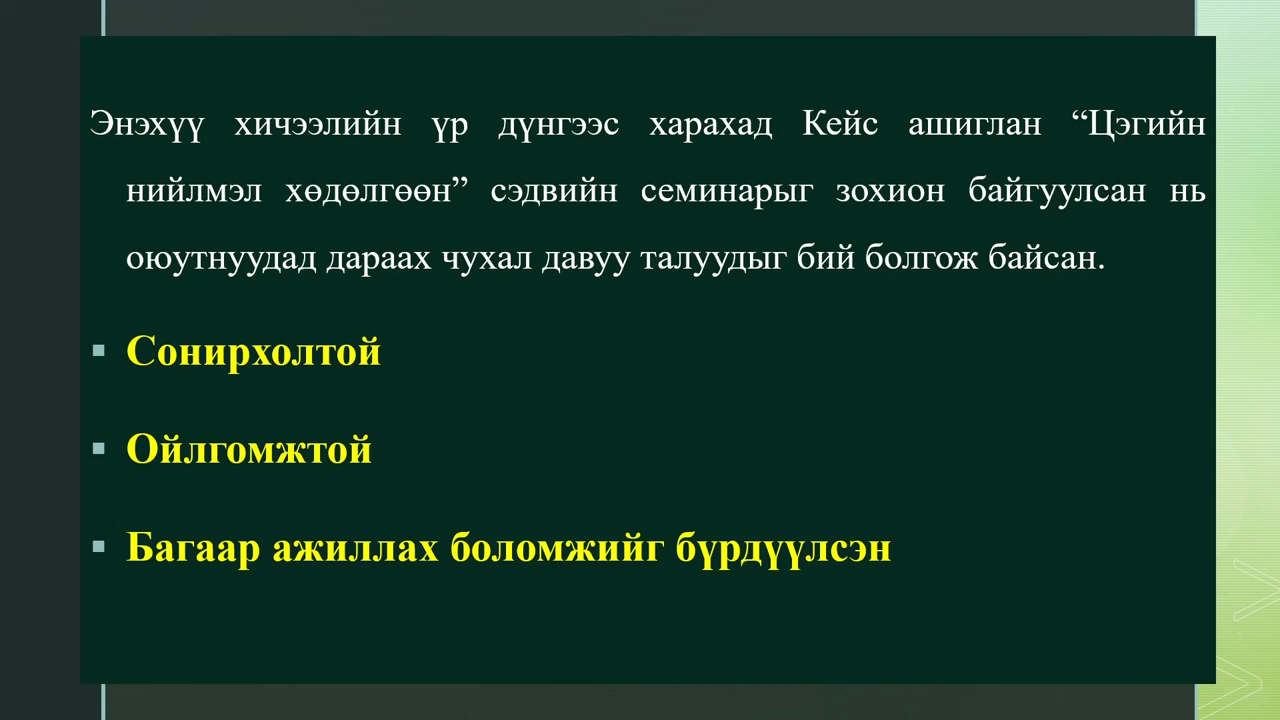 Энэхүү хичээлийн үр дүнгээс харахад Кейс ашиглан “Цэгийн
нийлмэл хөдөлгөөн” сэдвийн семинарыг зохион байгуулсан нь
оюутнуудад дараах чухал давуу талуудыг бий болгож байсан.
▪ Сонирхолтой
▪ Ойлгомжтой
▪ Багаар ажиллах боломжийг бүрдүүлсэн